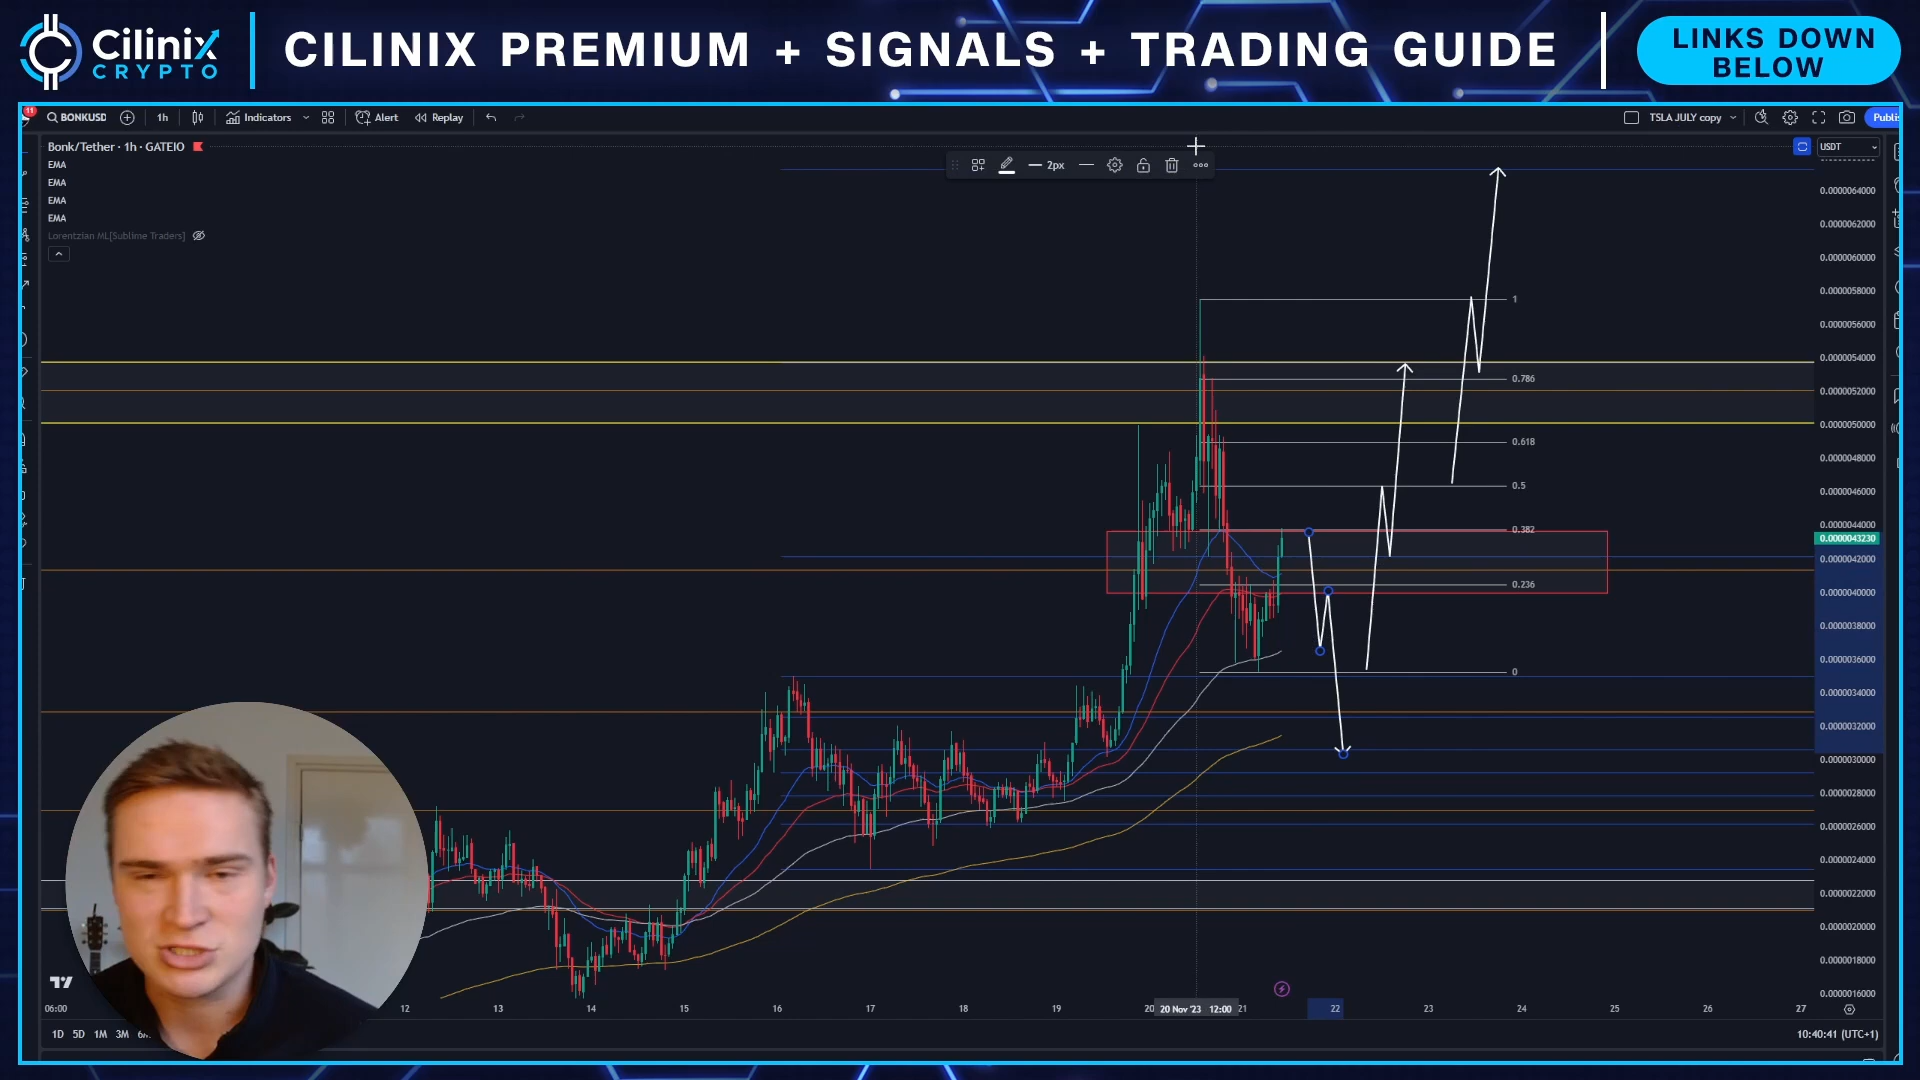 Cilinix
CRYPTO
CILINIX PREMIUM + SIGNALS + TRADING GUIDE
LINKS DOWN
BELOW
11
BONKUSD
1h
Indicators
Alert
Replay
TSLA JULY copy
Publis
Bonk/Tether · 1h · GATEIO
EMA
EMA
EMA
EMA
Lorentzian ML[Sublime Traders]
2px
USDT
0.0000064000
0.0000062000
0.0000060000
0.0000058000
0.0000056000
0.0000054000
0.0000052000
0.0000050000
0.0000048000
0.0000046000
0.0000044000
0.0000043230
0.0000042000
0.0000040000
0.0000038000
0.0000036000
0.0000034000
0.0000032000
0.0000030000
0.0000028000
0.0000026000
0.0000024000
0.0000022000
0.0000020000
0.0000018000
0.0000016000
1
0.786
0.618
0.5
0.382
0.236
0
06:00
12
13
14
15
16
17
18
19
20
20 Nov '23 12:00
21
22
23
24
25
26
27
1D 5D 1M 3M
10:40:41 (UTC+1)